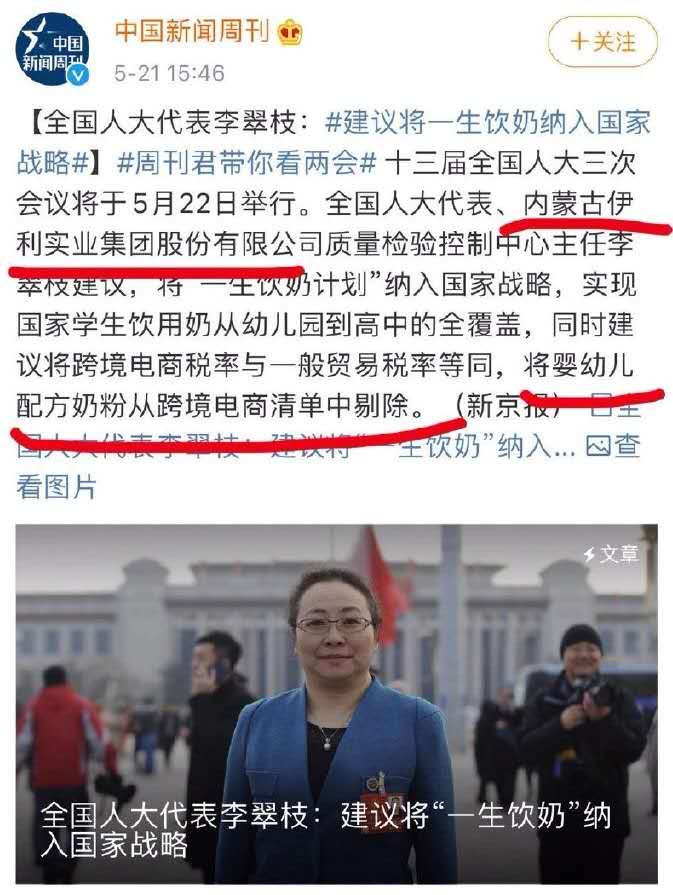 中国新闻周刊
中国
新闻周刊
5-21 15:46
+关注
【全国人大代表李翠枝：#建议将一生饮奶纳入国家
战略#】#周刊君带你看两会# 十三届全国人大三次
会议将于5月22日举行。全国人大代表、内蒙古伊
利实业集团股份有限公司质量检验控制中心主任李
翠枝建议，将“一生饮奶计划”纳入国家战略，实现
国家学生饮用奶从幼儿园到高中的全覆盖，同时建
议将跨境电商税率与一般贸易税率等同，将婴幼儿
配方奶粉从跨境电商清单中剔除。（新京报）全
国人大代表李翠枝：建议将“一生饮奶”纳入... 查
看图片
文章
全国人大代表李翠枝：建议将“一生饮奶”纳
入国家战略